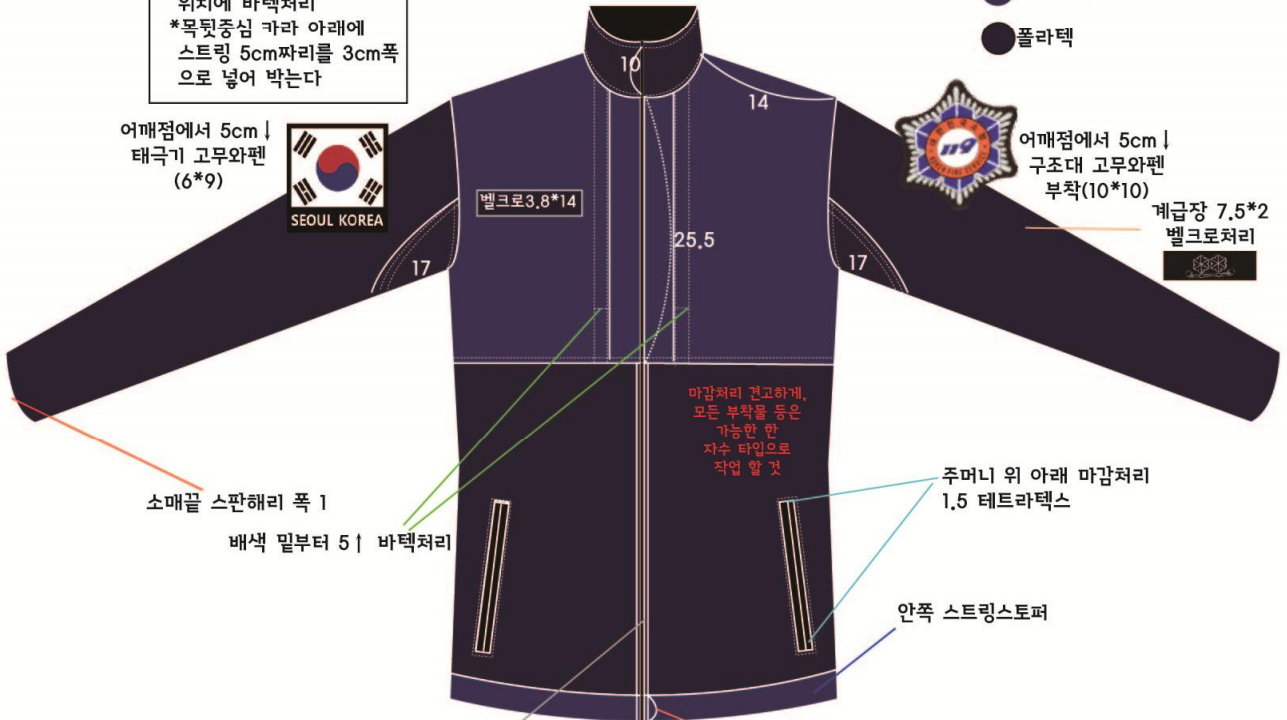 위치에 바텍처리
*목뒷중심 카라 아래에
스트링 5cm짜리를 3cm폭
으로 넣어 박는다
폴라텍
10
14
어깨점에서 5cm↓
태극기 고무와펜
(6*9)
SEOUL KOREA
벨크로3.8*14
25.5
17
17
119
어깨점에서 5cm↓
구조대 고무와펜
부착(10*10)
계급장 7.5*2
벨크로처리
마감처리 견고하게,
모든 부착물 등은
가능한 한
자수 타입으로
작업 할 것
소매끝 스판해리 폭 1
배색 밑부터 5↑ 바텍처리
주머니 위 아래 마감처리
1.5 테트라텍스
안쪽 스트링스토퍼